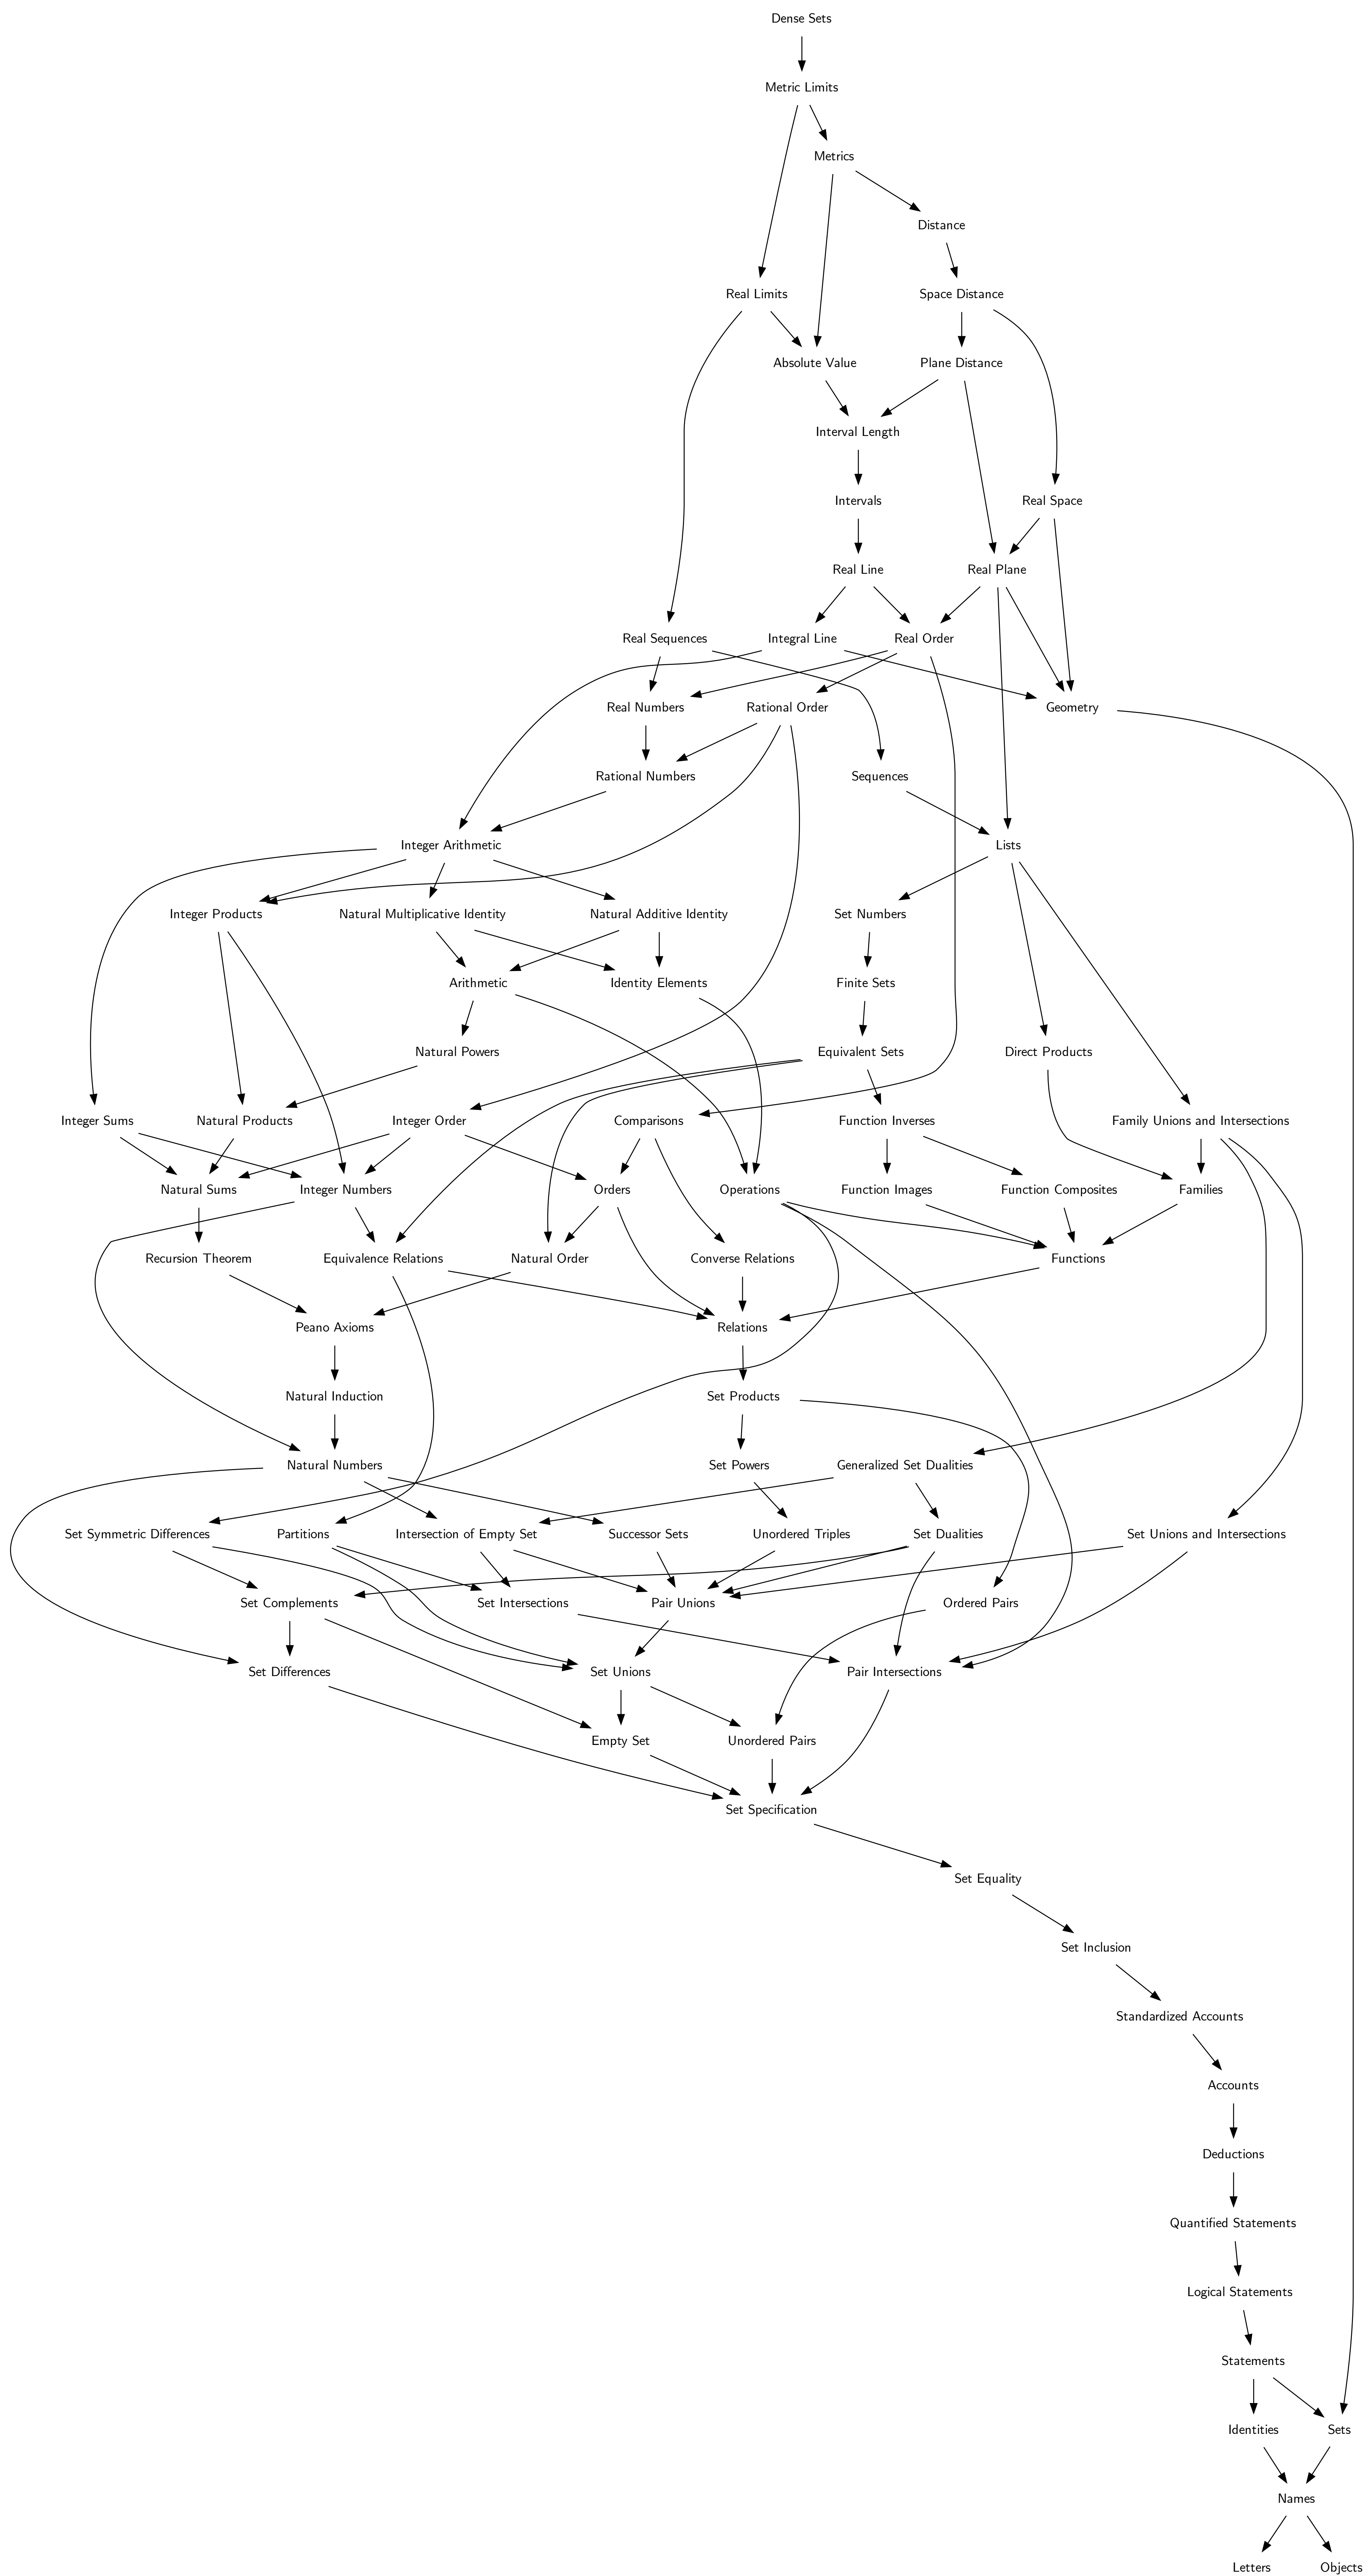 Dense Sets
Metric Limits
Metrics
Distance
Real Limits
Space Distance
Absolute Value
Plane Distance
Interval Length
Intervals
Real Space
Real Line
Real Plane
Real Sequences
Integral Line
Real Order
Real Numbers
Rational Order
Geometry
Rational Numbers
Sequences
Integer Arithmetic
Lists
Integer Products
Natural Multiplicative Identity
Natural Additive Identity
Set Numbers
Arithmetic
Identity Elements
Finite Sets
Natural Powers
Equivalent Sets
Direct Products
Integer Sums
Natural Products
Integer Order
Comparisons
Function Inverses
Family Unions and Intersections
Natural Sums
Integer Numbers
Orders
Operations
Function Images
Function Composites
Families
Recursion Theorem
Equivalence Relations
Natural Order
Converse Relations
Functions
Peano Axioms
Relations
Natural Induction
Set Products
Natural Numbers
Set Powers
Generalized Set Dualities
Set Symmetric Differences
Partitions
Intersection of Empty Set
Successor Sets
Unordered Triples
Set Dualities
Set Unions and Intersections
Set Complements
Set Intersections
Pair Unions
Ordered Pairs
Set Differences
Set Unions
Pair Intersections
Empty Set
Unordered Pairs
Set Specification
Set Equality
Set Inclusion
Standardized Accounts
Accounts
Deductions
Quantified Statements
Logical Statements
Statements
Identities
Sets
Names
Letters
Objects